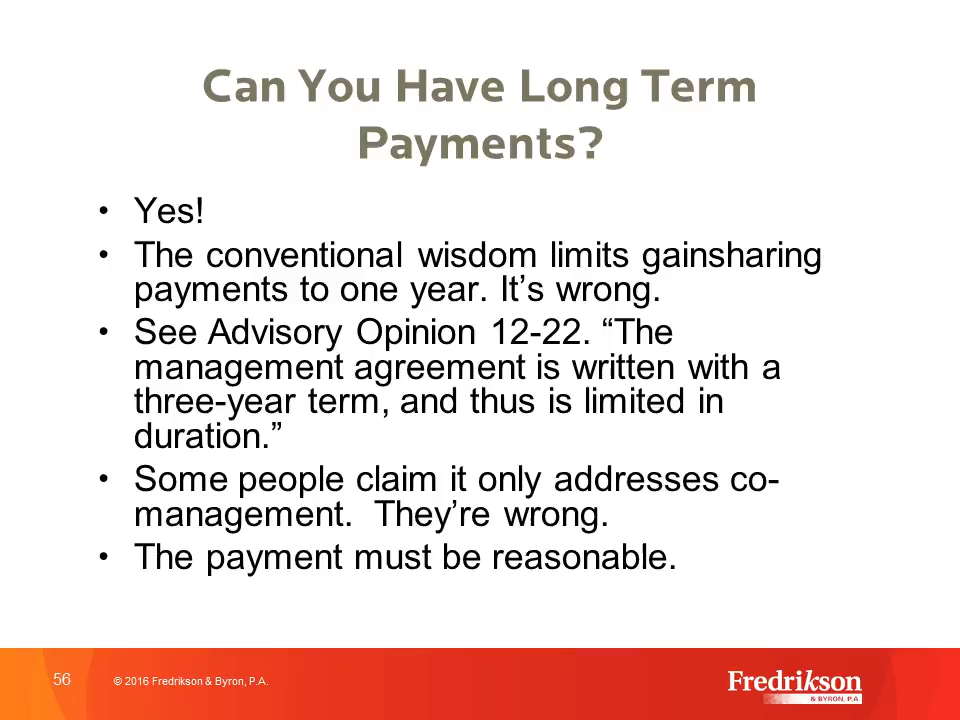 Can You Have Long Term
Payments?
• Yes!
• The conventional wisdom limits gainsharing
payments to one year. It’s wrong.
• See Advisory Opinion 12-22. “The
management agreement is written with a
three-year term, and thus is limited in
duration.”
• Some people claim it only addresses co-
management.  They’re wrong.
• The payment must be reasonable.
56
© 2016 Fredrikson & Byron, P.A.
Fredrikson
& BYRON, P.A.